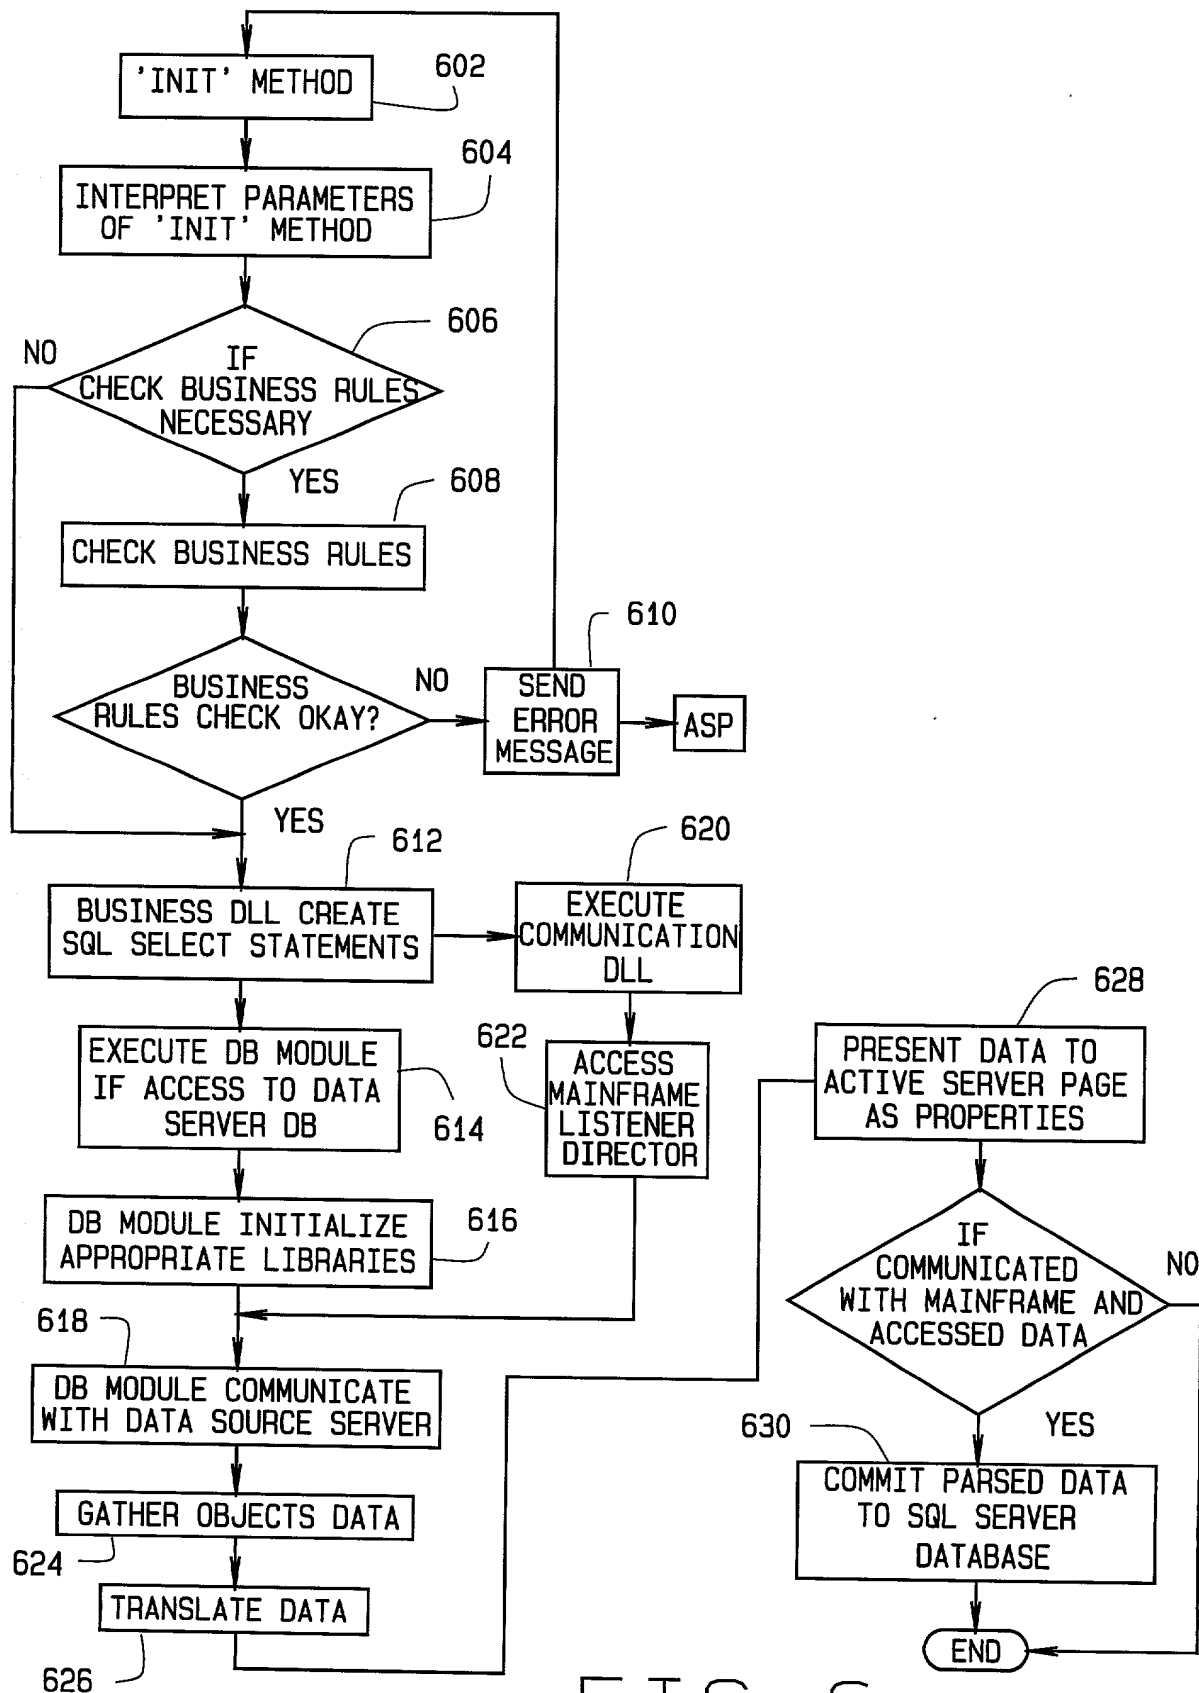 'INIT' METHOD
602
604
INTERPRET PARAMETERS
OF 'INIT' METHOD
606
NO
IF
CHECK BUSINESS RULES
NECESSARY
YES
608
CHECK BUSINESS RULES
610
BUSINESS
RULES CHECK OKAY?
NO
SEND
ERROR
MESSAGE
ASP
YES
612
620
BUSINESS DLL CREATE
SQL SELECT STATEMENTS
EXECUTE
COMMUNICATION
DLL
EXECUTE DB MODULE
IF ACCESS TO DATA
SERVER DB
614
622
ACCESS
MAINFRAME
LISTENER
DIRECTOR
DB MODULE INITIALIZE
APPROPRIATE LIBRARIES
616
618
DB MODULE COMMUNICATE
WITH DATA SOURCE SERVER
GATHER OBJECTS DATA
624
TRANSLATE DATA
626
628
PRESENT DATA TO
ACTIVE SERVER PAGE
AS PROPERTIES
IF
COMMUNICATED
WITH MAINFRAME AND
ACCESSED DATA
NO
YES
630
COMMIT PARSED DATA
TO SQL SERVER
DATABASE
END